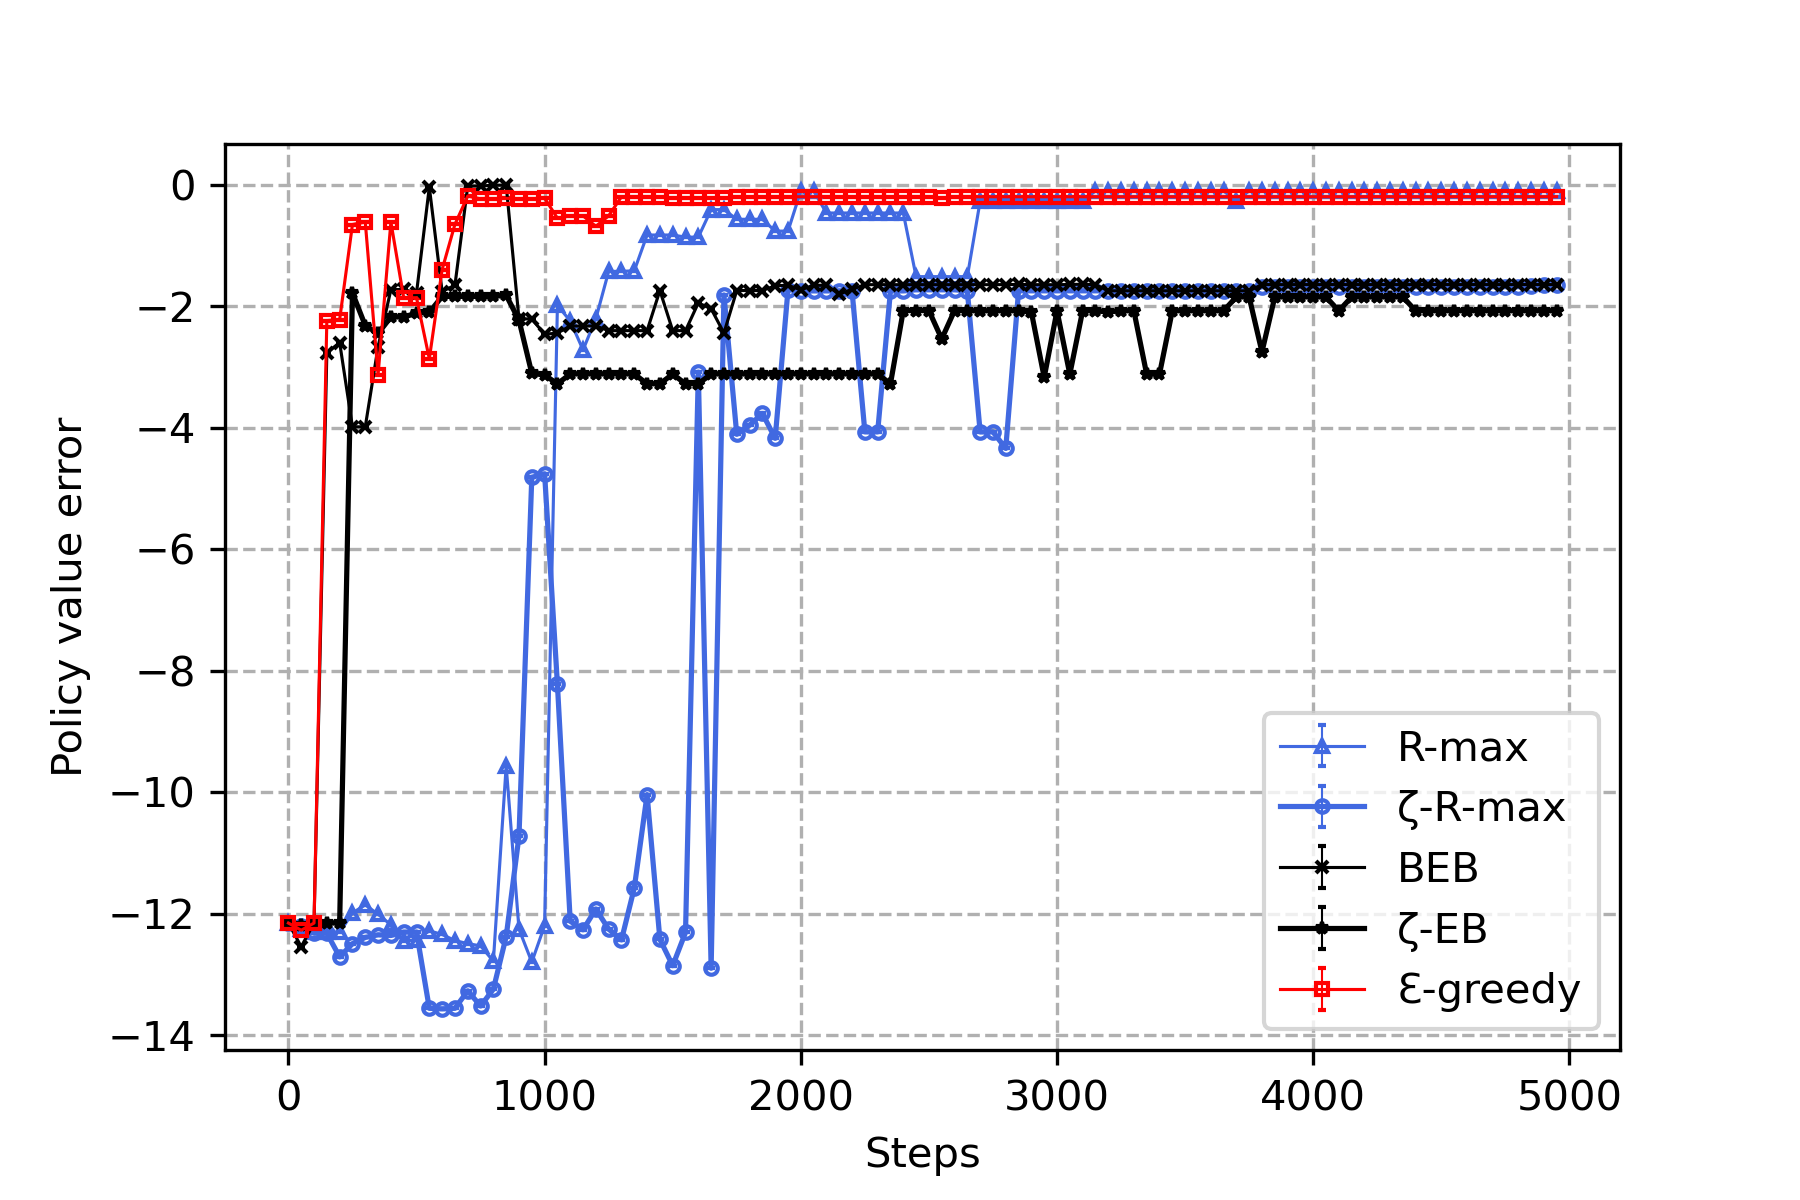 0
−2
−4
−6
−8
−10
−12
−14
Policy value error
0 1000 2000 3000 4000 5000
Steps
R-max
ζ-R-max
BEB
ζ-EB
Ɛ-greedy